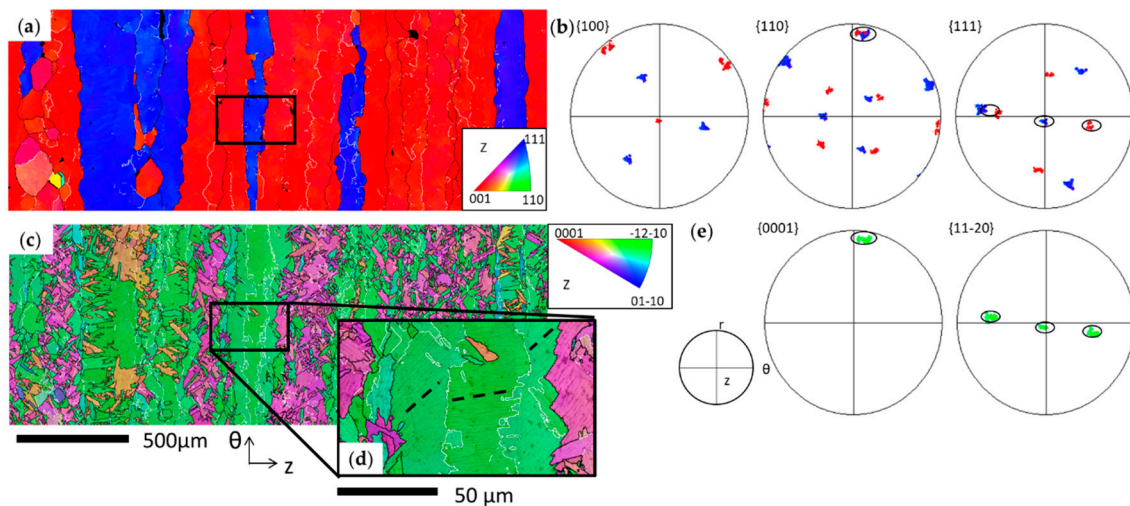 (a)
Z
111
001
110
(b)
{100}
{110}
{111}
(c)
0001
-12-10
Z
01-10
(d)
500μm
θ
z
50 μm
(e)
{0001}
{11-20}
r
θ
z